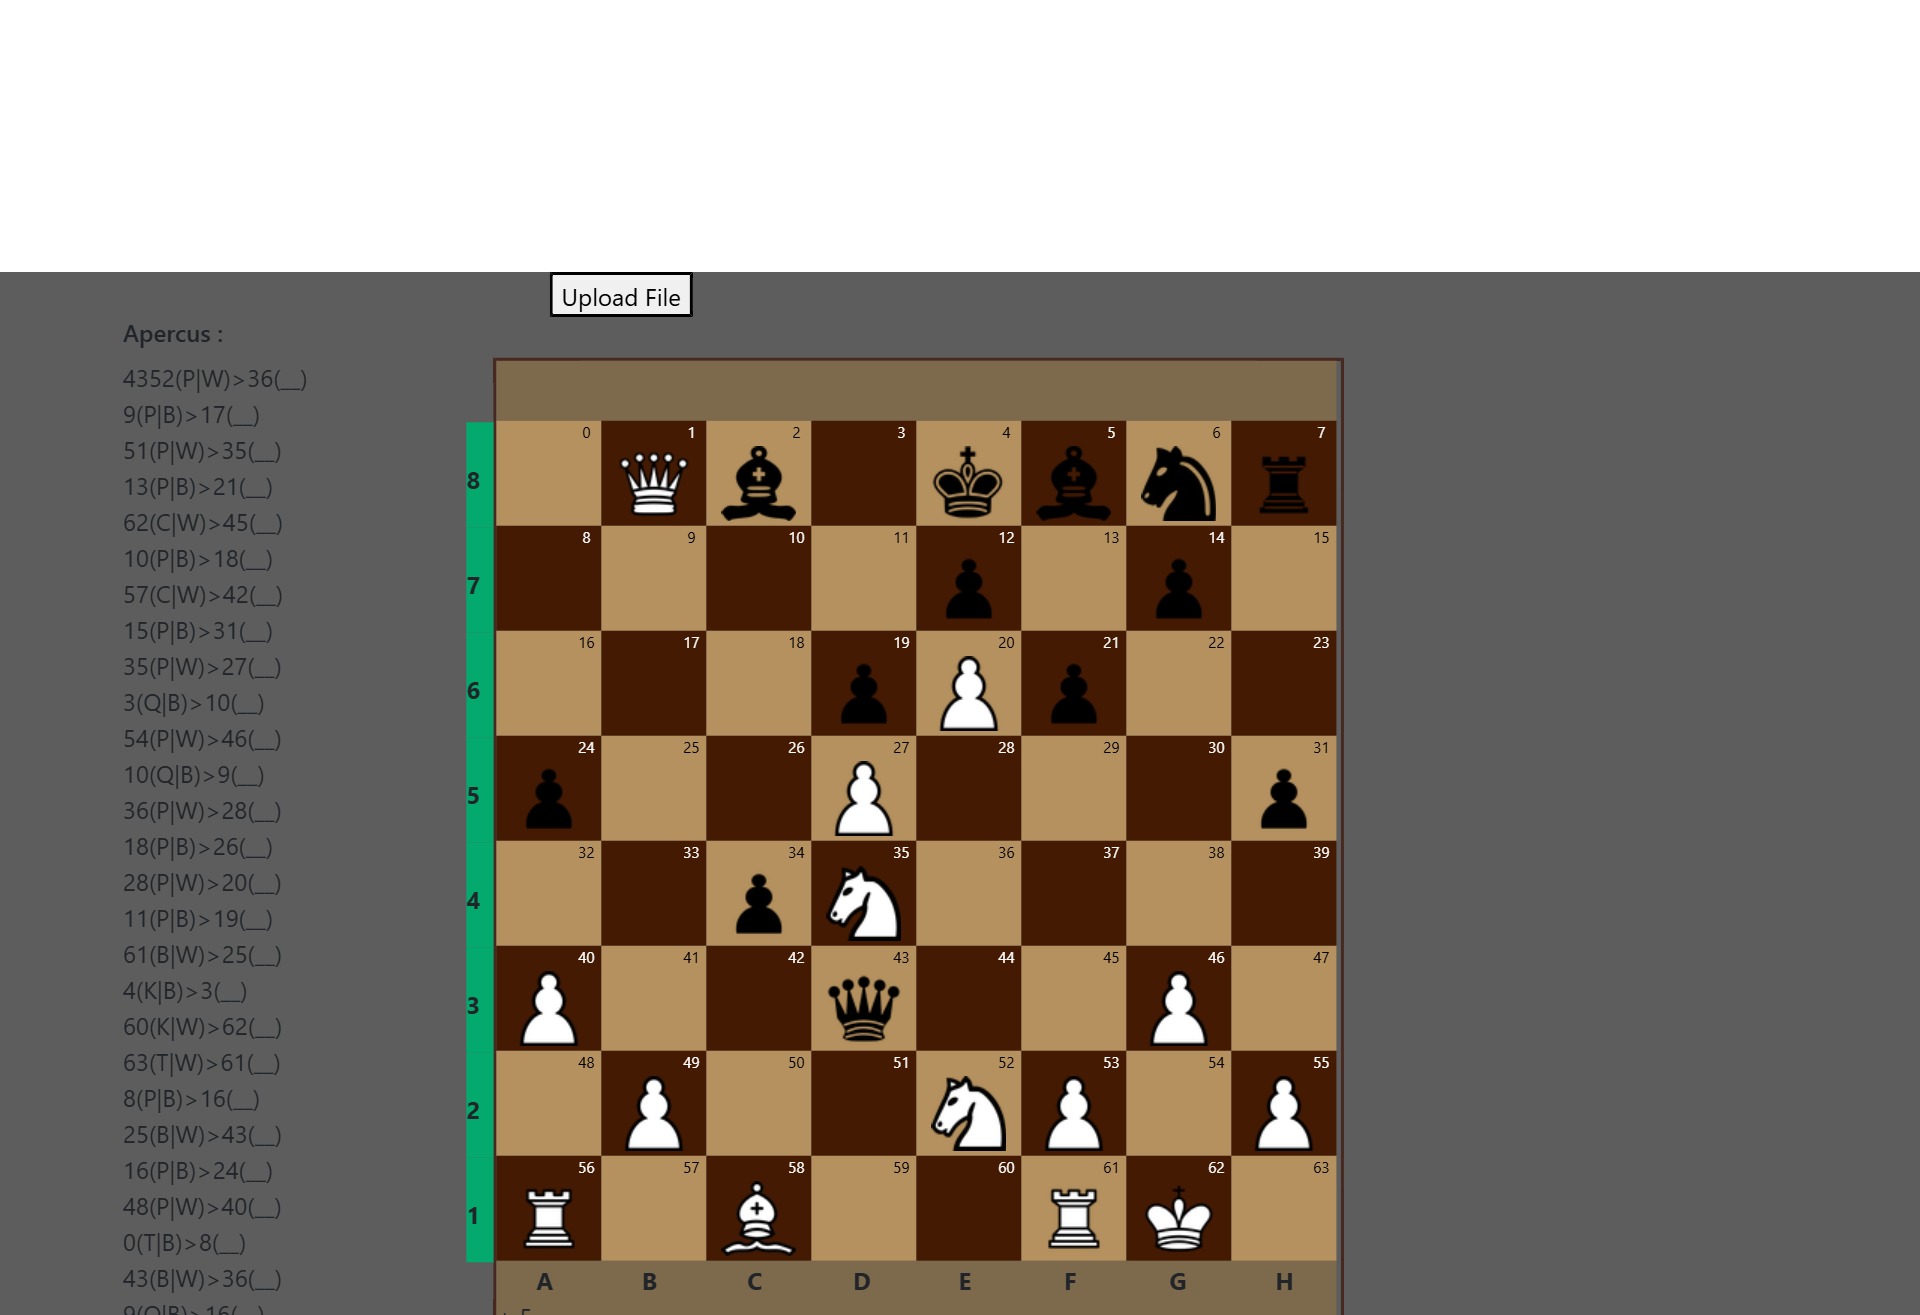 Upload File
Apercus :
4352(P|W)>36(__)
9(P|B)>17(__)
51(P|W)>35(__)
13(P|B)>21(__)
62(C|W)>45(__)
10(P|B)>18(__)
57(C|W)>42(__)
15(P|B)>31(__)
35(P|W)>27(__)
3(Q|B)>10(__)
54(P|W)>46(__)
10(Q|B)>9(__)
36(P|W)>28(__)
18(P|B)>26(__)
28(P|W)>20(__)
11(P|B)>19(__)
61(B|W)>25(__)
4(K|B)>3(__)
60(K|W)>62(__)
63(T|W)>61(__)
8(P|B)>16(__)
25(B|W)>43(__)
16(P|B)>24(__)
48(P|W)>40(__)
0(T|B)>8(__)
43(B|W)>36(__)
9(Q|B)>16(__)
0 1 2 3 4 5 6 7
8
8 9 10 11 12 13 14 15
7
16 17 18 19 20 21 22 23
6
24 25 26 27 28 29 30 31
5
32 33 34 35 36 37 38 39
4
40 41 42 43 44 45 46 47
3
48 49 50 51 52 53 54 55
2
56 57 58 59 60 61 62 63
1
A B C D E F G H